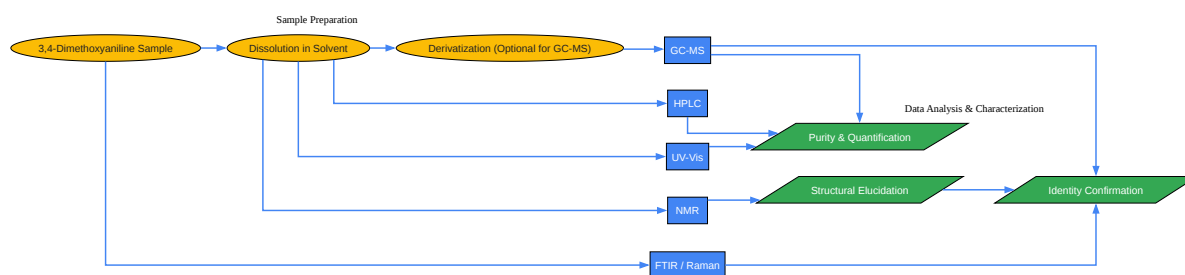 Sample Preparation
3,4-Dimethoxyaniline Sample
Dissolution in Solvent
Derivatization (Optional for GC-MS)
GC-MS
HPLC
Data Analysis & Characterization
Purity & Quantification
UV-Vis
Structural Elucidation
Identity Confirmation
NMR
FTIR / Raman